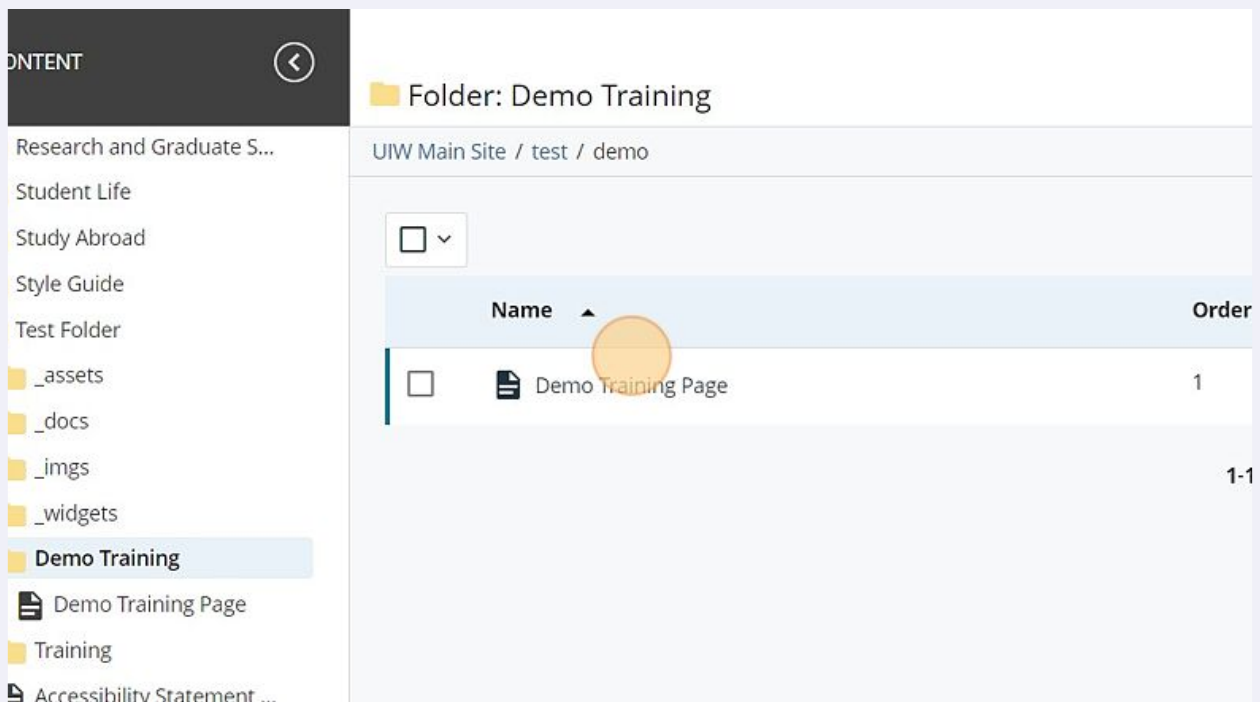 ONTENT
Research and Graduate S...
Student Life
Study Abroad
Style Guide
Test Folder
_assets
_docs
_imgs
_widgets
Demo Training
Demo Training Page
Training
Accessibility Statement ...
Folder: Demo Training
UIW Main Site / test / demo
Name Order
Demo Training Page 1
1-1